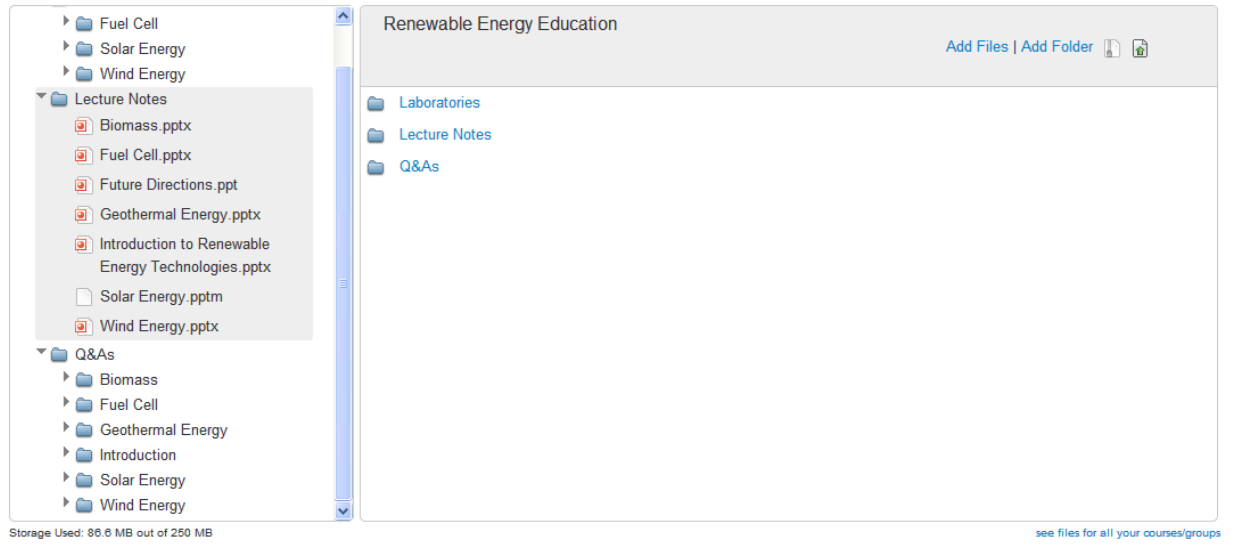 Fuel Cell
Solar Energy
Wind Energy
Lecture Notes
Biomass.pptx
Fuel Cell.pptx
Future Directions.ppt
Geothermal Energy.pptx
Introduction to Renewable
Energy Technologies.pptx
Solar Energy.pptm
Wind Energy.pptx
Q&As
Biomass
Fuel Cell
Geothermal Energy
Introduction
Solar Energy
Wind Energy
Storage Used: 86.6 MB out of 250 MB
Renewable Energy Education
Add Files | Add Folder
Laboratories
Lecture Notes
Q&As
see files for all your courses/groups